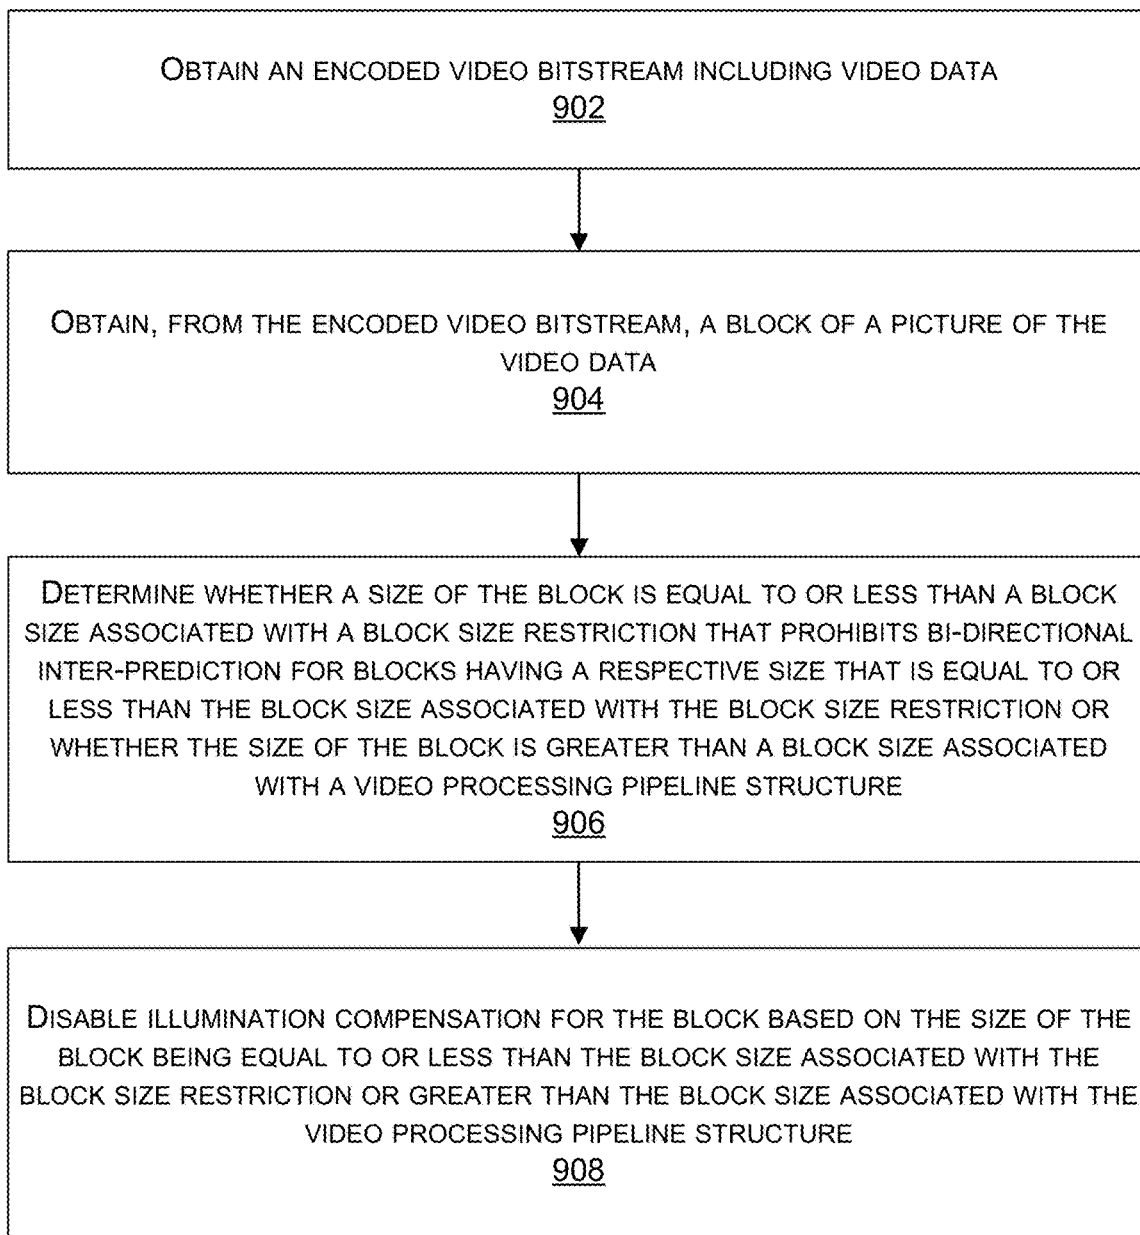 OBTAIN AN ENCODED VIDEO BITSTREAM INCLUDING VIDEO DATA
902
OBTAIN, FROM THE ENCODED VIDEO BITSTREAM, A BLOCK OF A PICTURE OF THE
VIDEO DATA
904
DETERMINE WHETHER A SIZE OF THE BLOCK IS EQUAL TO OR LESS THAN A BLOCK
SIZE ASSOCIATED WITH A BLOCK SIZE RESTRICTION THAT PROHIBITS BI-DIRECTIONAL
INTER-PREDICTION FOR BLOCKS HAVING A RESPECTIVE SIZE THAT IS EQUAL TO OR
LESS THAN THE BLOCK SIZE ASSOCIATED WITH THE BLOCK SIZE RESTRICTION OR
WHETHER THE SIZE OF THE BLOCK IS GREATER THAN A BLOCK SIZE ASSOCIATED
WITH A VIDEO PROCESSING PIPELINE STRUCTURE
906
DISABLE ILLUMINATION COMPENSATION FOR THE BLOCK BASED ON THE SIZE OF THE
BLOCK BEING EQUAL TO OR LESS THAN THE BLOCK SIZE ASSOCIATED WITH THE
BLOCK SIZE RESTRICTION OR GREATER THAN THE BLOCK SIZE ASSOCIATED WITH THE
VIDEO PROCESSING PIPELINE STRUCTURE
908